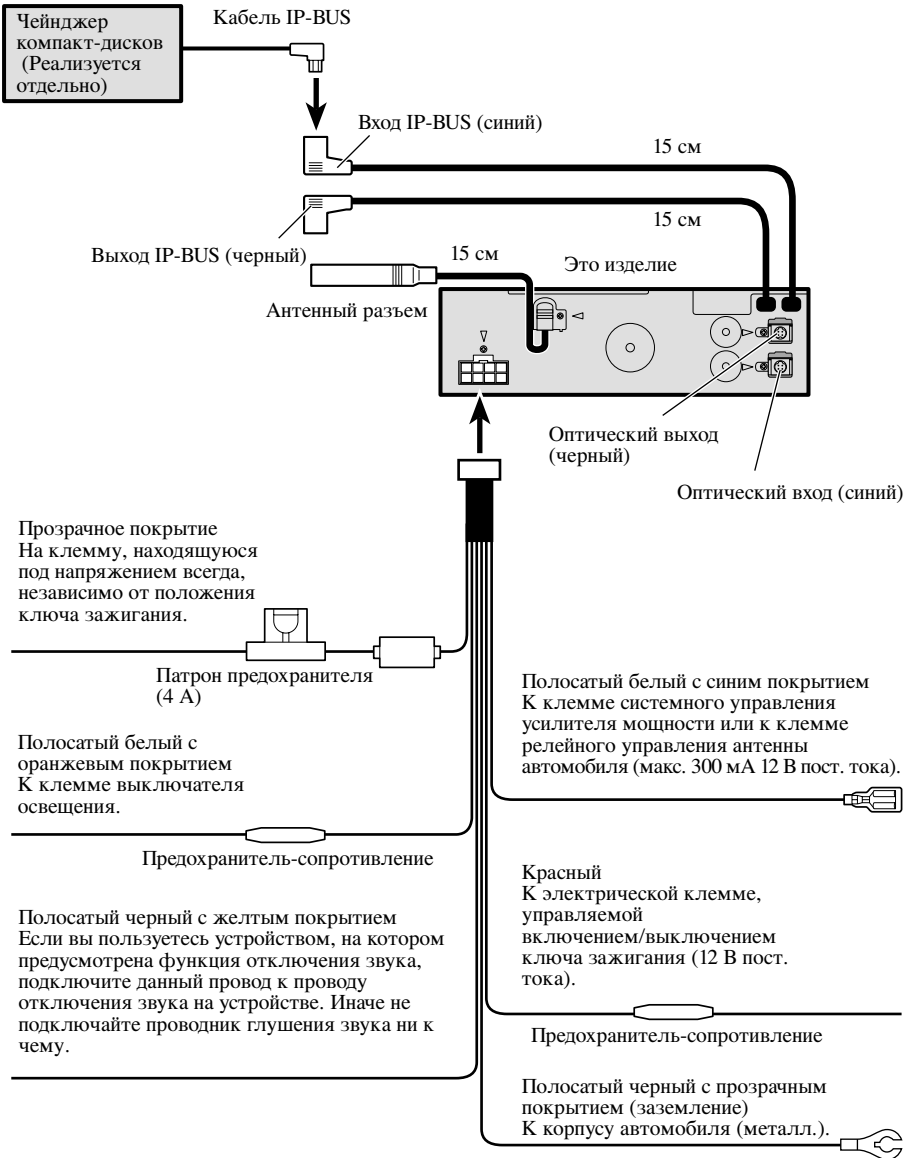 Чейнджер
компакт-дисков
(Реализуется
отдельно)
Кабель IP-BUS
Вход IP-BUS (синий)
15 см
15 см
Выход IP-BUS (черный)
15 см
Это изделие
Антенный разъем
Оптический выход
(черный)
Оптический вход (синий)
Прозрачное покрытие
На клемму, находящуюся
под напряжением всегда,
независимо от положения
ключа зажигания.
Патрон предохранителя
(4 А)
Полосатый белый с
оранжевым покрытием
К клемме выключателя
освещения.
Предохранитель-сопротивление
Полосатый черный с желтым покрытием
Если вы пользуетесь устройством, на котором
предусмотрена функция отключения звука,
подключите данный провод к проводу
отключения звука на устройстве. Иначе не
подключайте проводник глушения звука ни к
чему.
Полосатый белый с синим покрытием
К клемме системного управления
усилителя мощности или к клемме
релейного управления антенны
автомобиля (макс. 300 мА 12 В пост. тока).
Красный
К электрической клемме,
управляемой
включением/выключением
ключа зажигания (12 В пост.
тока).
Предохранитель-сопротивление
Полосатый черный с прозрачным
покрытием (заземление)
К корпусу автомобиля (металл.).